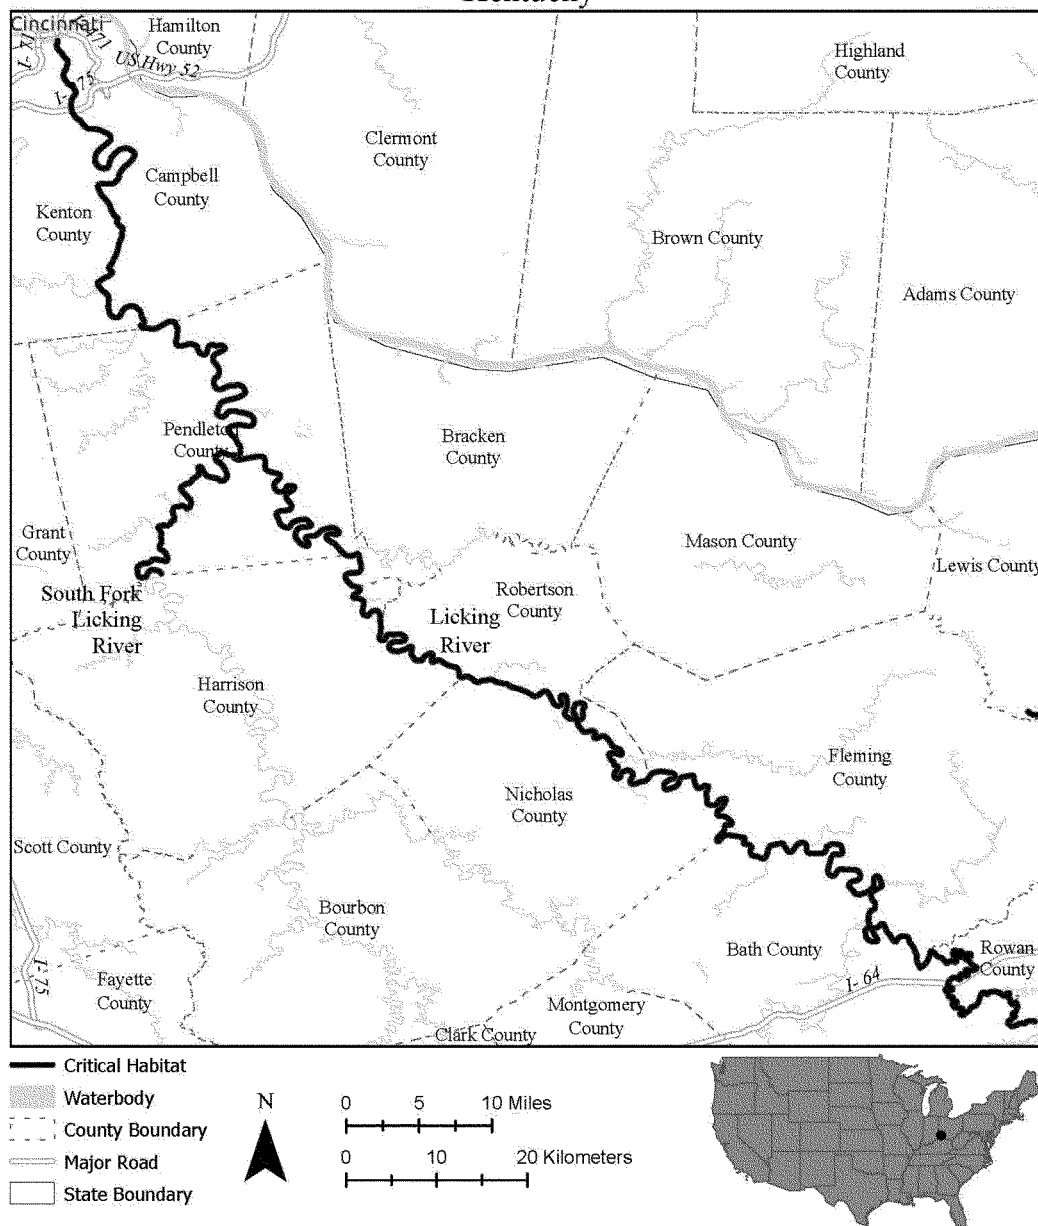 Kentucky
Cincinnati
Hamilton
County
I-71
US Hwy 52
I-75
Highland
County
Clermont
County
Campbell
County
Kenton
County
Brown County
Adams County
Pendleton
County
Bracken
County
Grant
County
Mason County
Lewis County
South Fork
Licking
River
Robertson
County
Licking
River
Harrison
County
Fleming
County
Nicholas
County
Scott County
Bourbon
County
Bath County
Rowan
County
I-75
Fayette
County
I-64
Montgomery
County
Clark County
Critical Habitat
Waterbody
County Boundary
Major Road
State Boundary
N
0 5 10 Miles
0 10 20 Kilometers